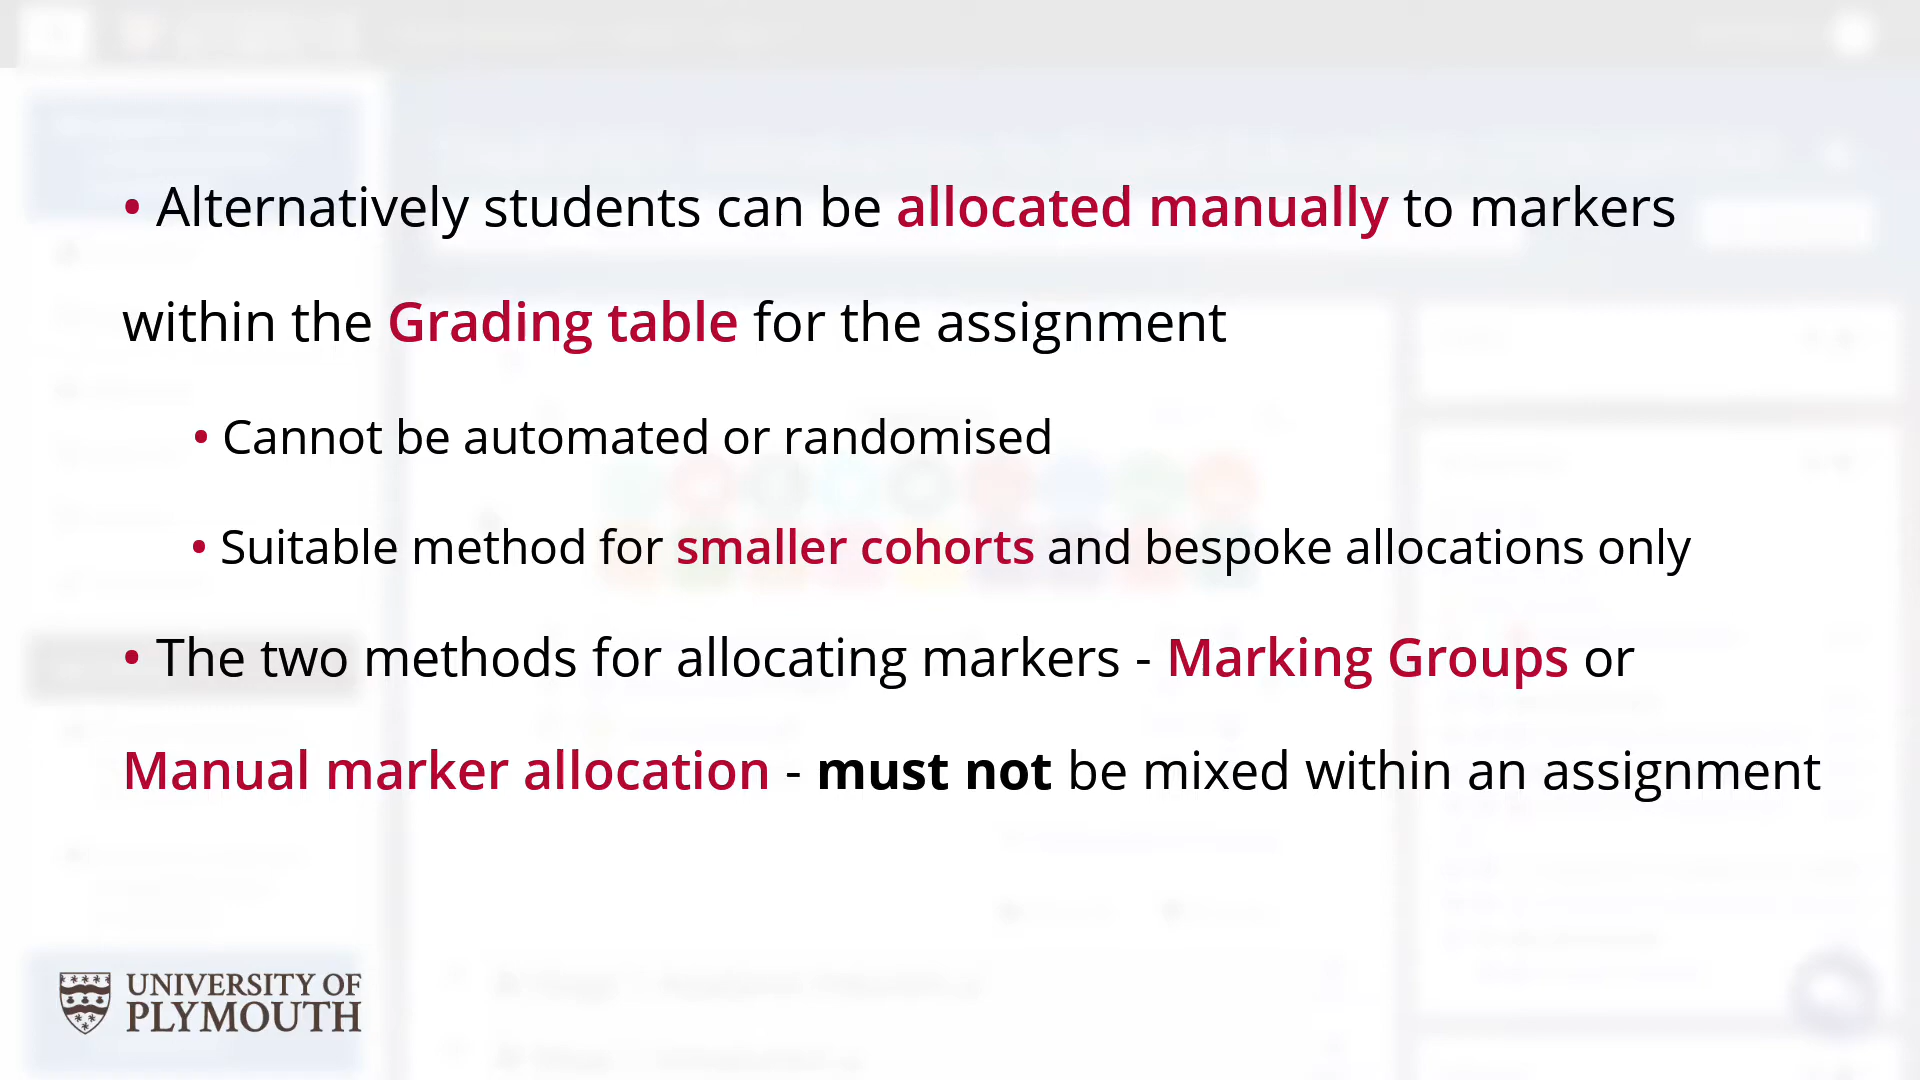 • Alternatively students can be allocated manually to markers
within the Grading table for the assignment
• Cannot be automated or randomised
• Suitable method for smaller cohorts and bespoke allocations only
• The two methods for allocating markers - Marking Groups or
Manual marker allocation - must not be mixed within an assignment
UNIVERSITY OF
PLYMOUTH